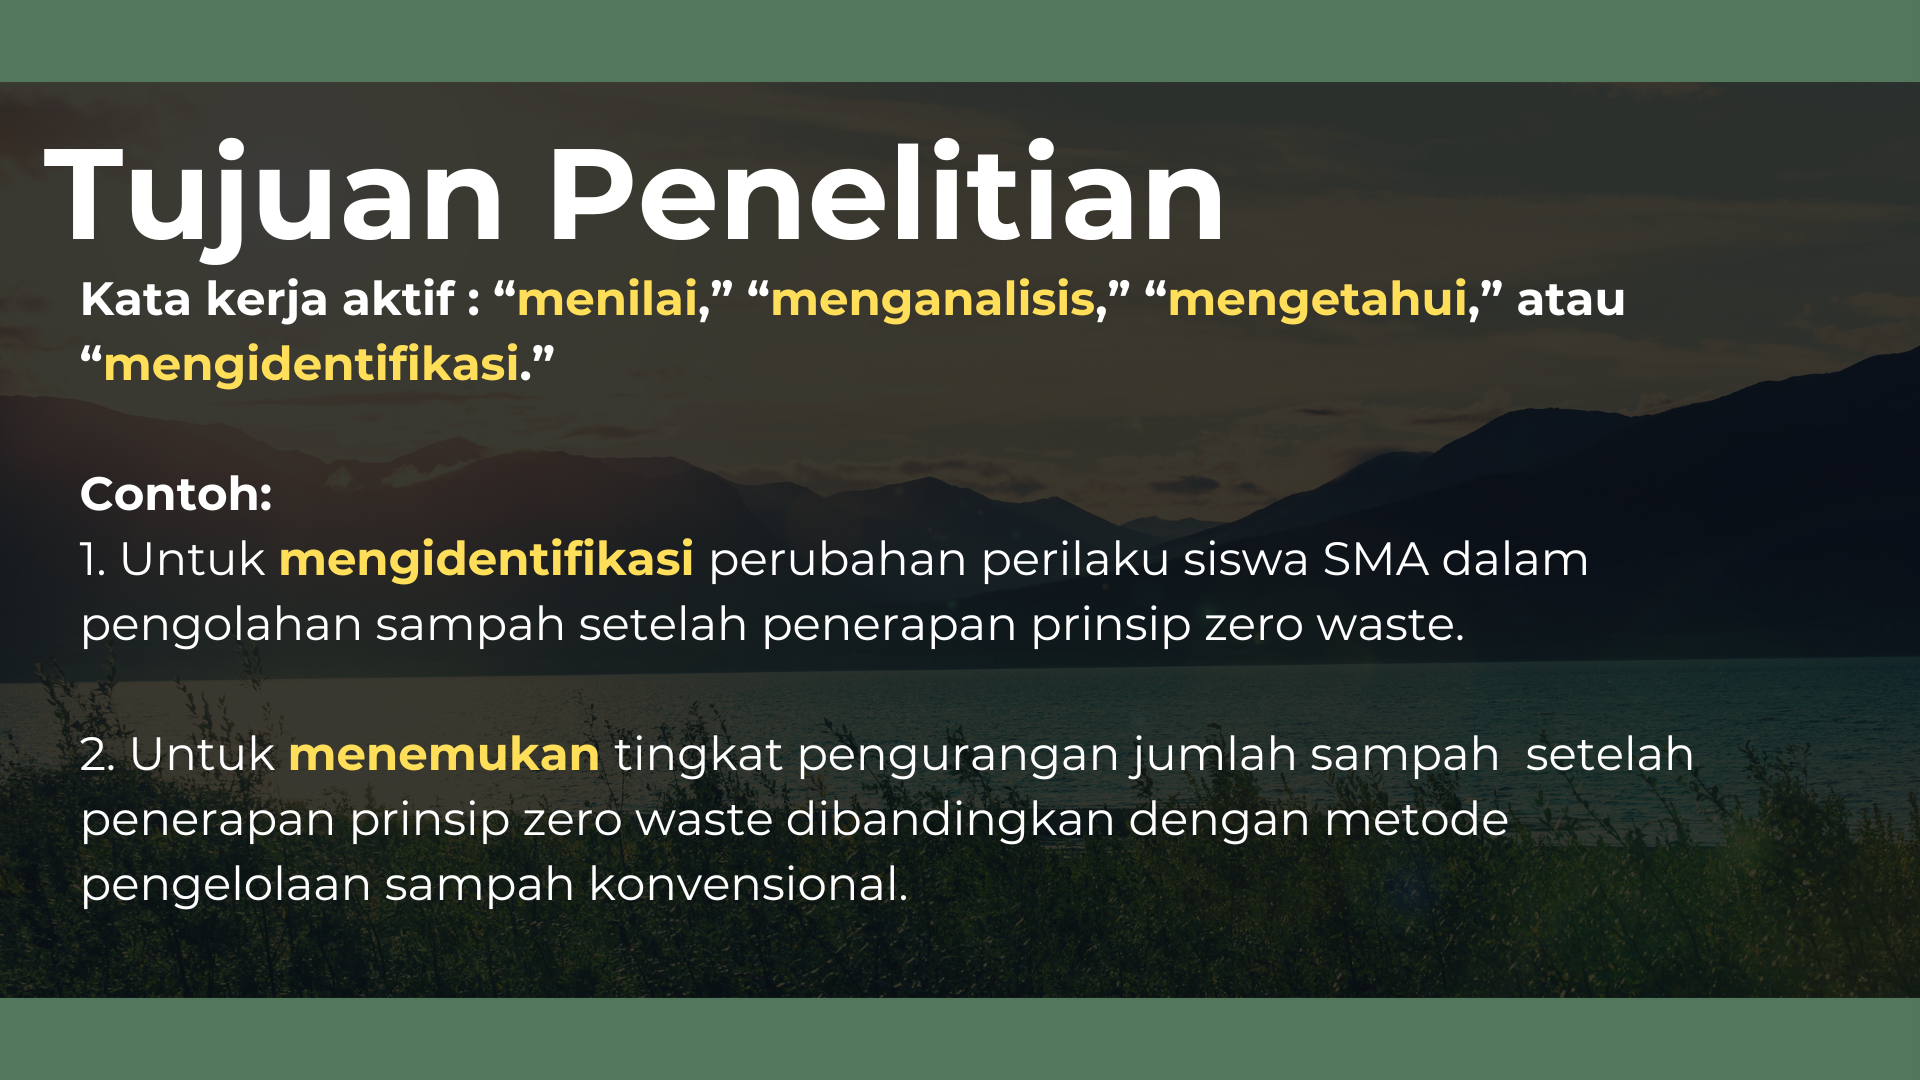 Tujuan Penelitian
Kata kerja aktif : “menilai,” “menganalisis,” “mengetahui,” atau
“mengidentifikasi.”
Contoh:
1. Untuk mengidentifikasi perubahan perilaku siswa SMA dalam
pengolahan sampah setelah penerapan prinsip zero waste.
2. Untuk menemukan tingkat pengurangan jumlah sampah  setelah
penerapan prinsip zero waste dibandingkan dengan metode
pengelolaan sampah konvensional.